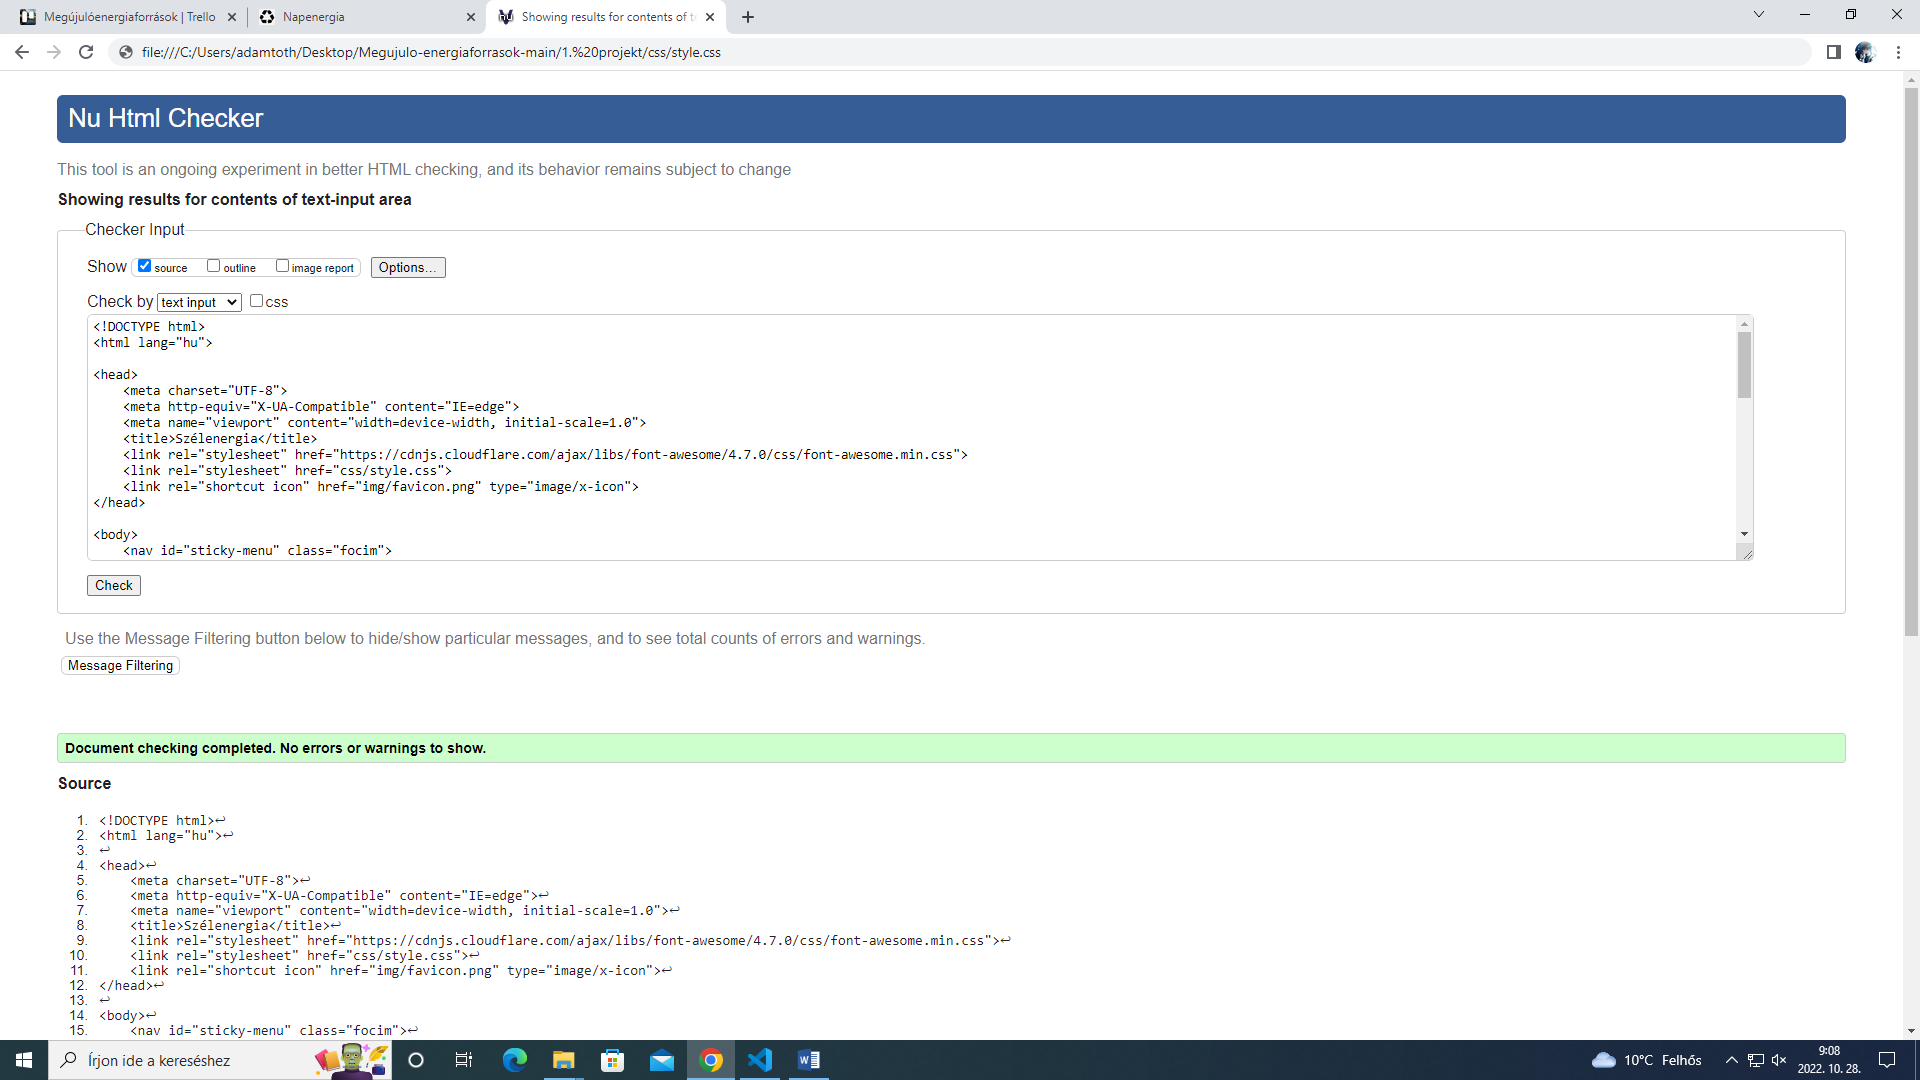 Megújulóenergiaforrások | Trello
Napenergia
Showing results for contents of t
file:///C:/Users/adamtoth/Desktop/Megujulo-energiaforrasok-main/1.%20projekt/css/style.css
Nu Html Checker
This tool is an ongoing experiment in better HTML checking, and its behavior remains subject to change
Showing results for contents of text-input area
Checker Input
Show source outline image report Options...
Check by text input css
<!DOCTYPE html>
<html lang="hu">
<head>
<meta charset="UTF-8">
<meta http-equiv="X-UA-Compatible" content="IE=edge">
<meta name="viewport" content="width=device-width, initial-scale=1.0">
<title>Szélenergia</title>
<link rel="stylesheet" href="https://cdnjs.cloudflare.com/ajax/libs/font-awesome/4.7.0/css/font-awesome.min.css">
<link rel="stylesheet" href="css/style.css">
<link rel="shortcut icon" href="img/favicon.png" type="image/x-icon">
</head>
<body>
<nav id="sticky-menu" class="focim">
Check
Use the Message Filtering button below to hide/show particular messages, and to see total counts of errors and warnings.
Message Filtering
Document checking completed. No errors or warnings to show.
Source
1. <!DOCTYPE html>↩
2. <html lang="hu">↩
3. ↩
4. <head>↩
5. <meta charset="UTF-8">↩
6. <meta http-equiv="X-UA-Compatible" content="IE=edge">↩
7. <meta name="viewport" content="width=device-width, initial-scale=1.0">↩
8. <title>Szélenergia</title>↩
9. <link rel="stylesheet" href="https://cdnjs.cloudflare.com/ajax/libs/font-awesome/4.7.0/css/font-awesome.min.css">↩
10. <link rel="stylesheet" href="css/style.css">↩
11. <link rel="shortcut icon" href="img/favicon.png" type="image/x-icon">↩
12. </head>↩
13. ↩
14. <body>↩
15. <nav id="sticky-menu" class="focim">↩
Írjon ide a kereséshez
10°C Felhős
9:08
2022. 10. 28.